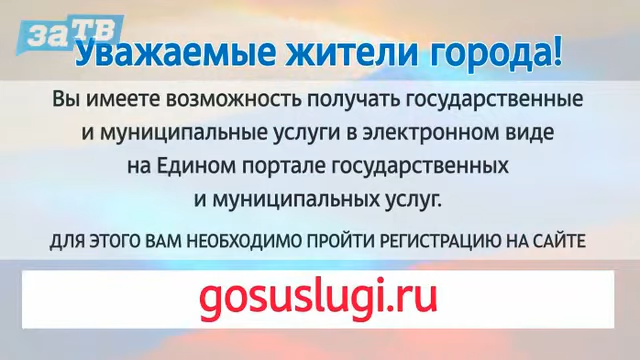 заТВ
Уважаемые жители города!
Вы имеете возможность получать государственные
и муниципальные услуги в электронном виде
на Едином портале государственных
и муниципальных услуг.
ДЛЯ ЭТОГО ВАМ НЕОБХОДИМО ПРОЙТИ РЕГИСТРАЦИЮ НА САЙТЕ
gosuslugi.ru